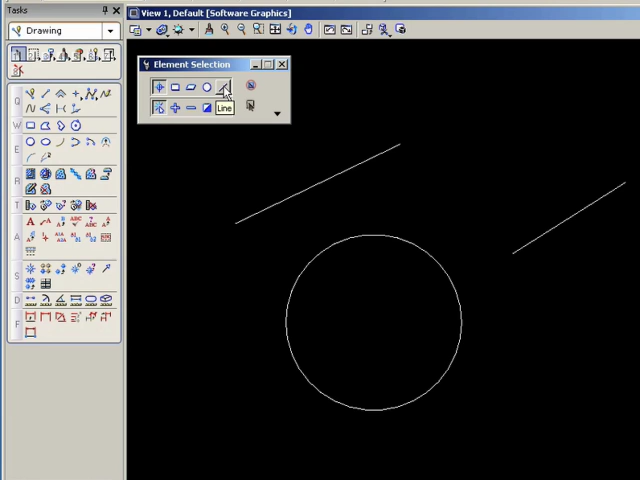 Tasks
View 1, Default [Software Graphics]
Drawing
Element Selection
Line
Q
W
E
R
T
A
S
D
F